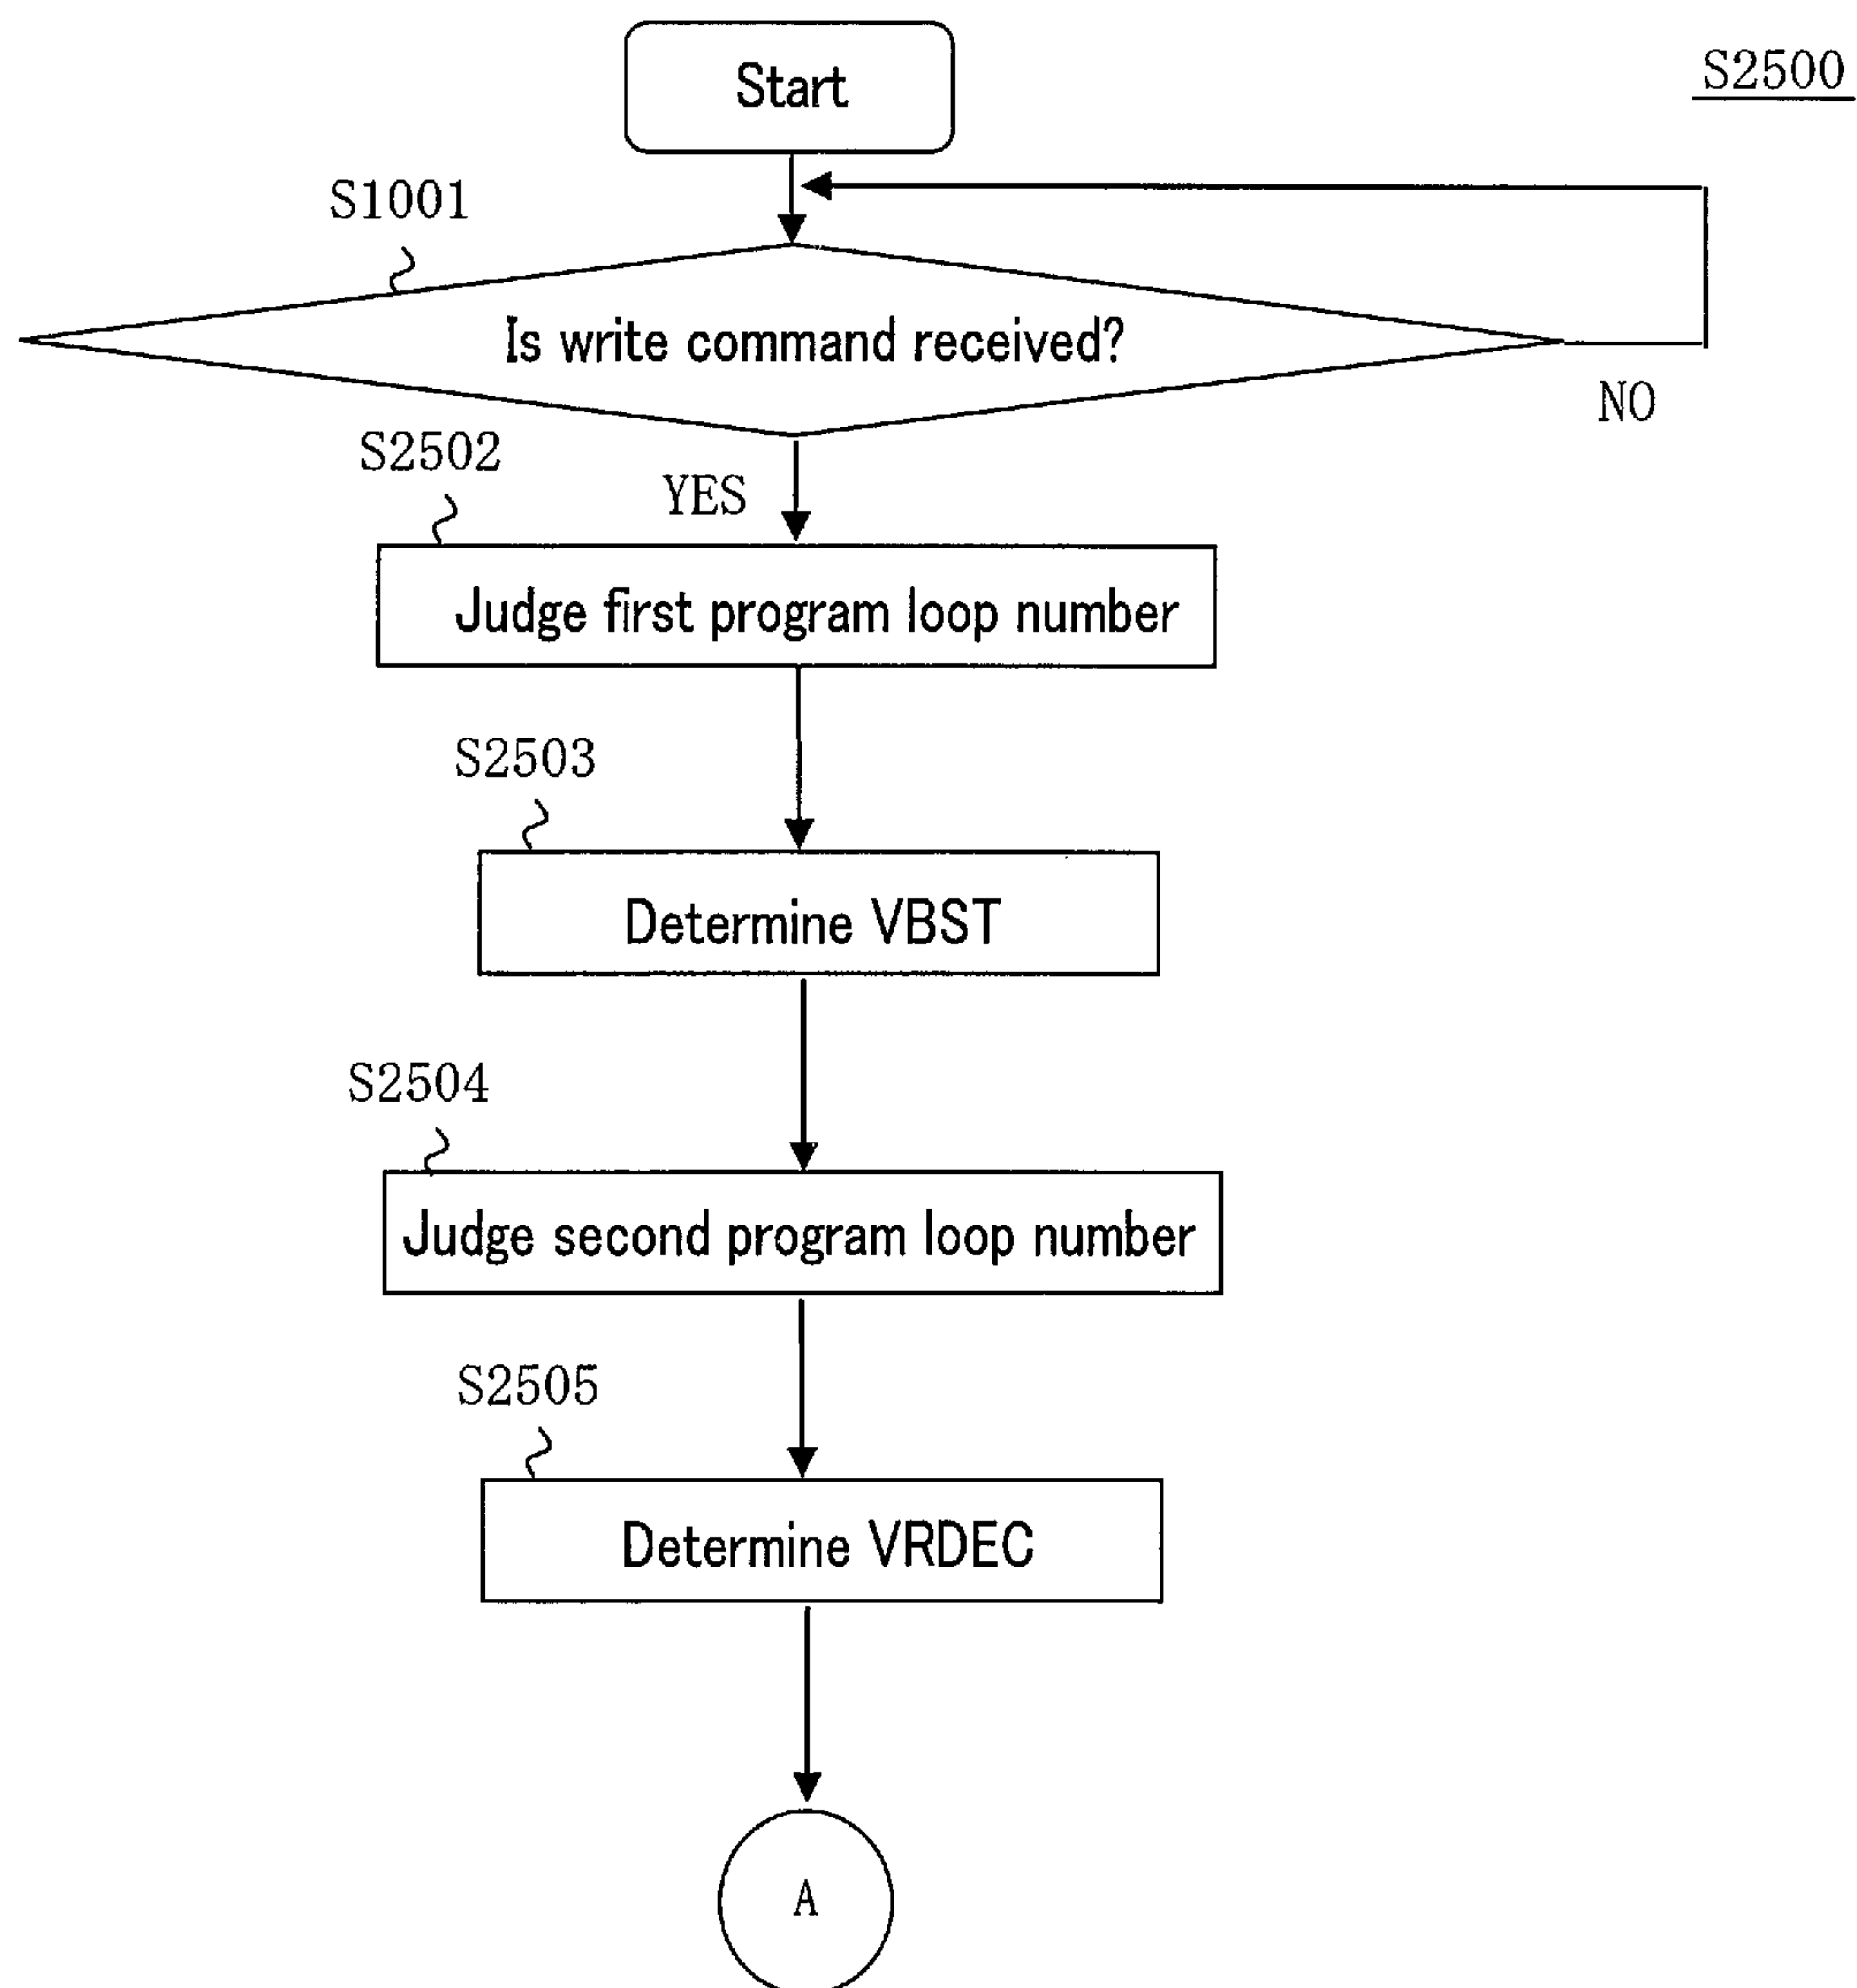 Start
S2500
S1001
Is write command received?
NO
S2502
YES
Judge first program loop number
S2503
Determine VBST
S2504
Judge second program loop number
S2505
Determine VRDEC
A